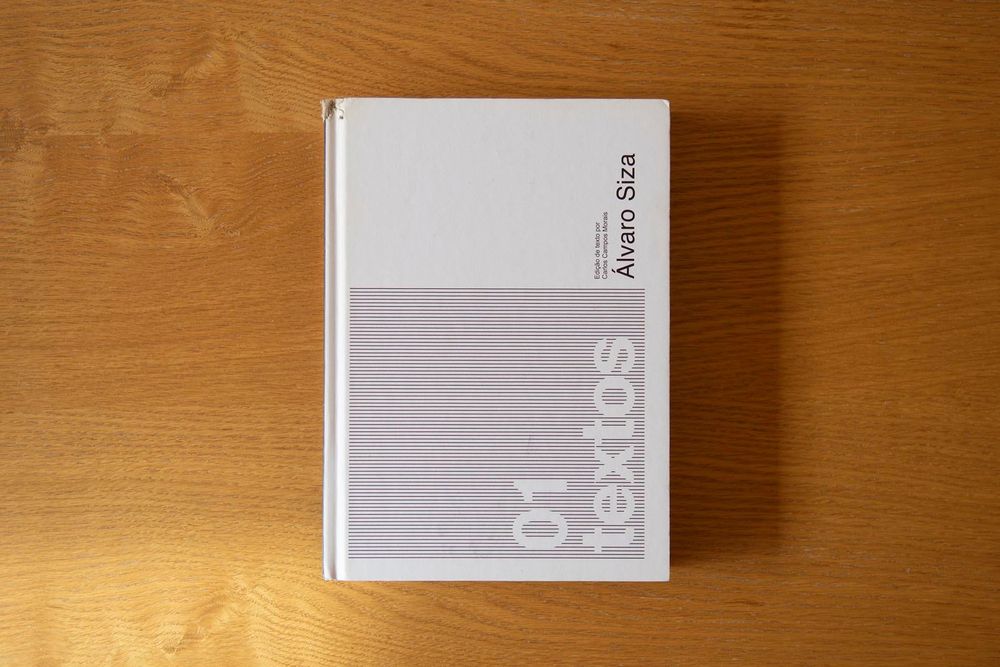 Edição de texto por
Carlos Campos Morais
Álvaro Siza
01
textos